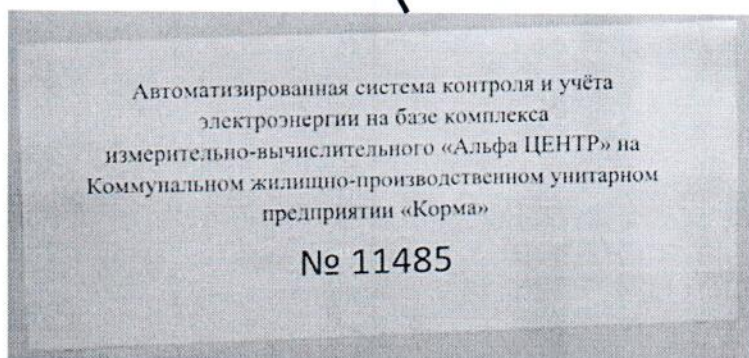 Автоматизированная система контроля и учёта
электроэнергии на базе комплекса
измерительно-вычислительного «Альфа ЦЕНТР» на
Коммунальном жилищно-производственном унитарном
предприятии «Корма»
№ 11485